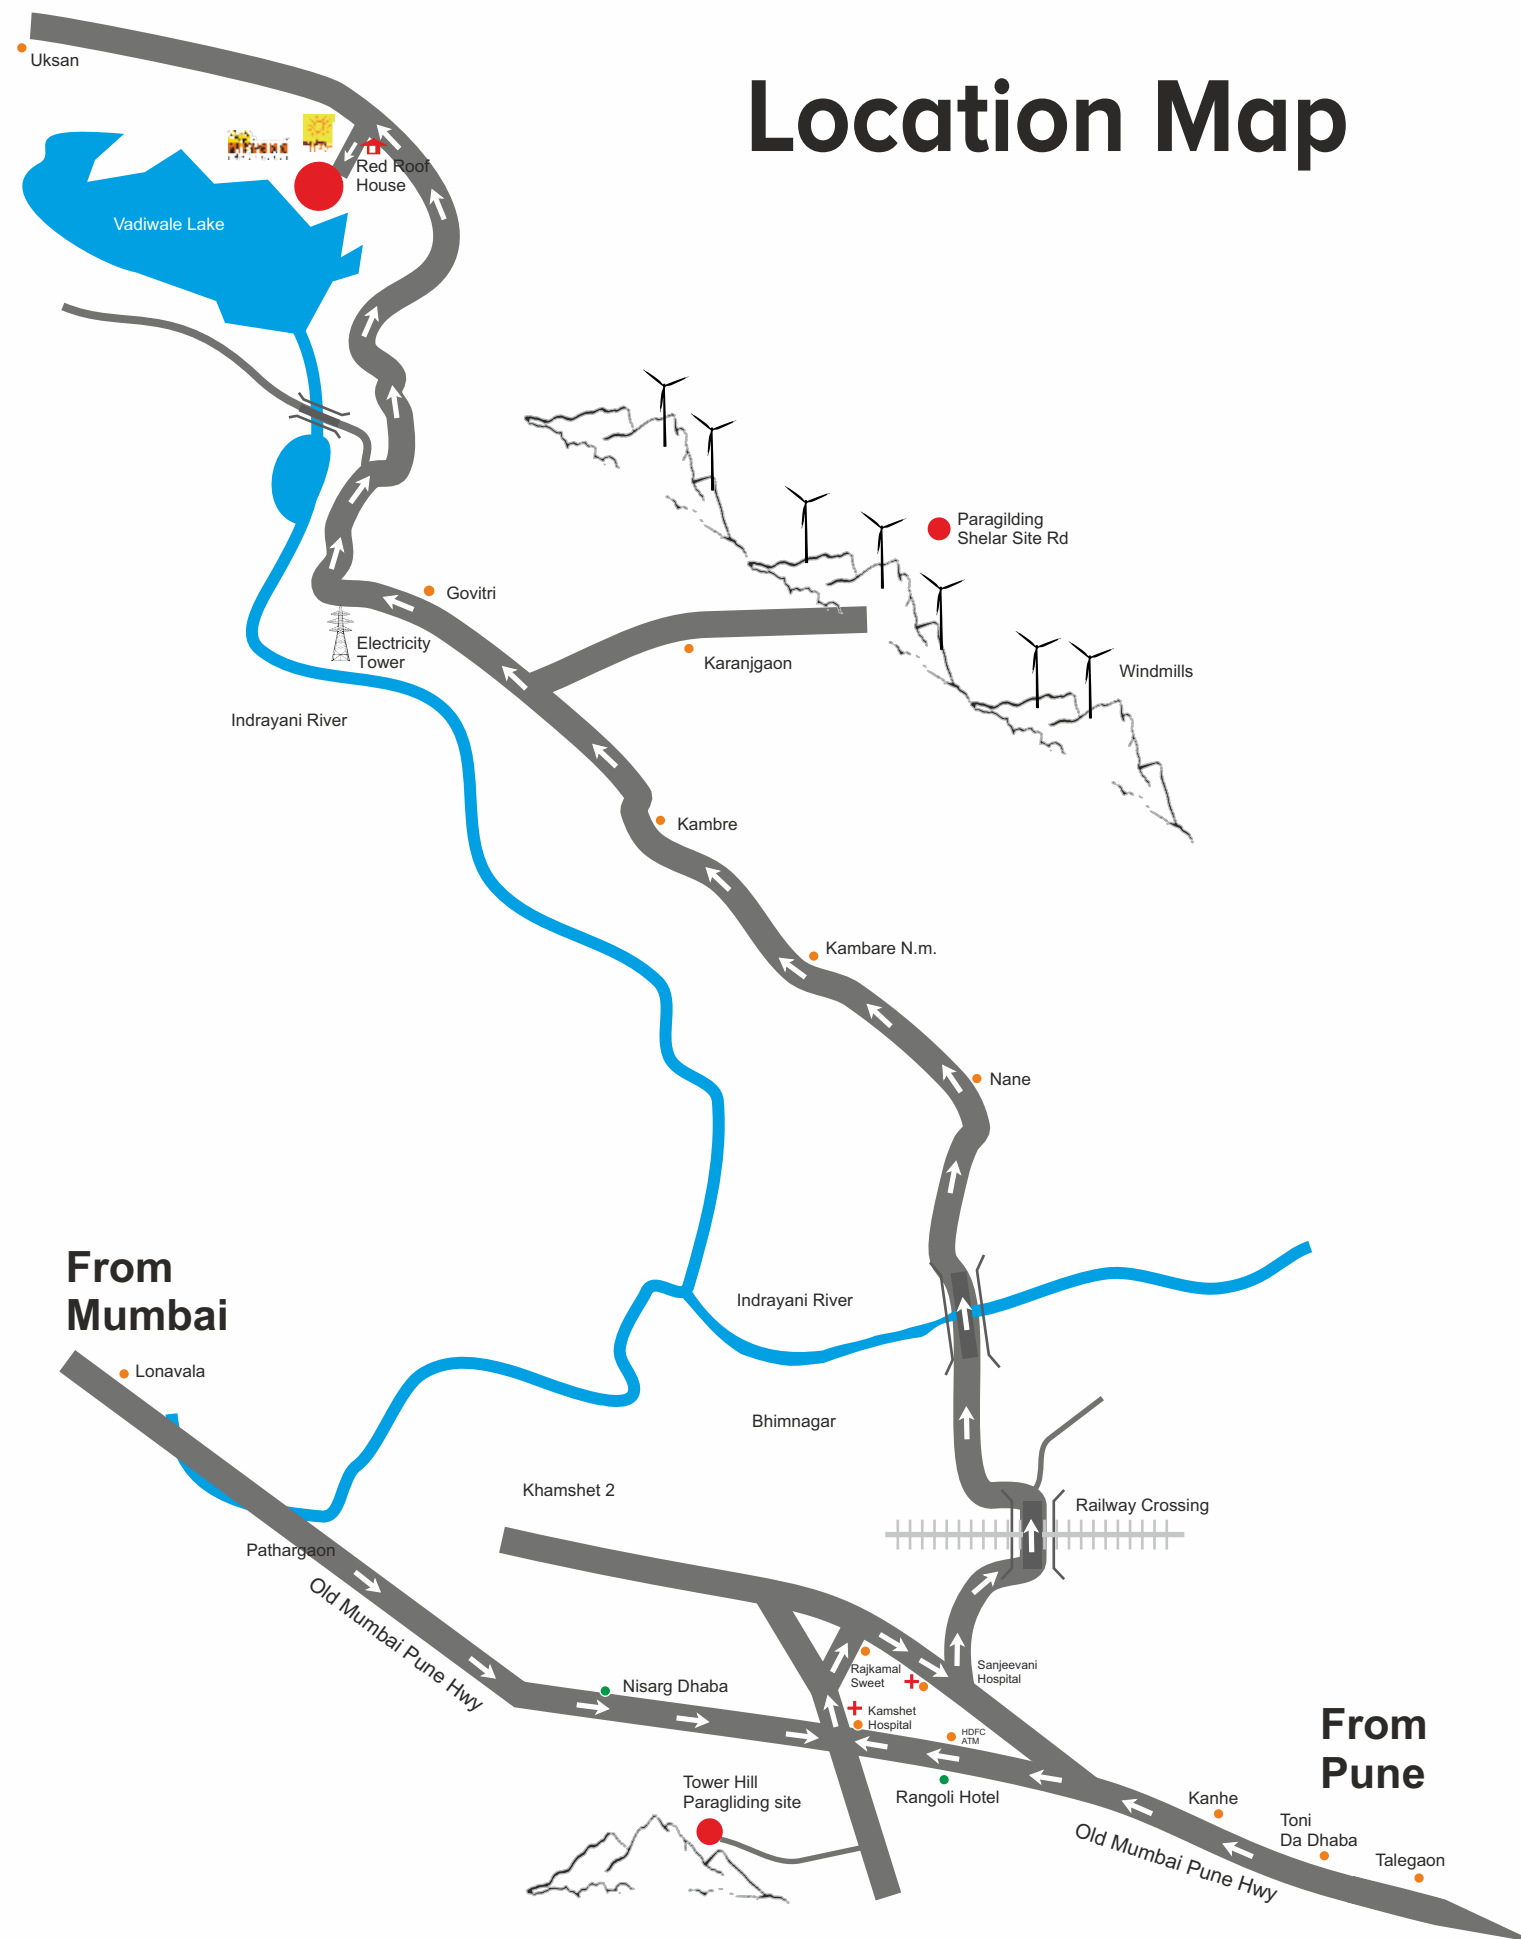 Location Map
Uksan
Red Roof
House
Vadiwale Lake
Paragilding
Shelar Site Rd
Govitri
Electricity
Tower
Karanjgaon
Windmills
Indrayani River
Kambre
Kambare N.m.
Nane
From
Mumbai
Indrayani River
Lonavala
Bhimnagar
Khamshet 2
Railway Crossing
Pathargaon
Old Mumbai Pune Hwy
Rajkamal
Sweet
Sanjeevani
Hospital
Nisarg Dhaba
Kamshet
Hospital
HDFC
ATM
From
Pune
Tower Hill
Paragliding site
Rangoli Hotel
Kanhe
Toni
Da Dhaba
Old Mumbai Pune Hwy
Talegaon